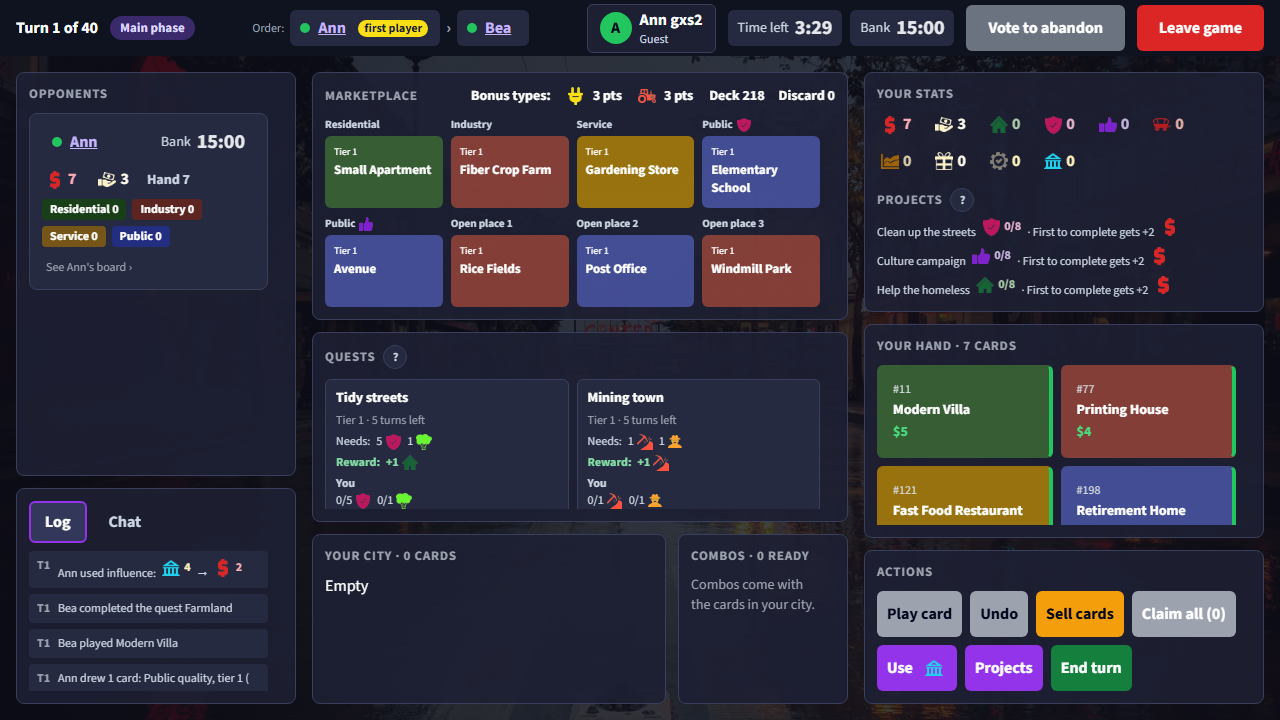 Turn 1 of 40 Main phase Order: Ann first player › Bea A Ann gxs2 Guest Time left 3:29 Bank 15:00 Vote to abandon Leave game
OPPONENTS
Ann Bank 15:00
7 3 Hand 7
Residential 0 Industry 0
Service 0 Public 0
See Ann's board ›
Log Chat
T1 Ann used influence: 4 → 2
T1 Bea completed the quest Farmland
T1 Bea played Modern Villa
T1 Ann drew 1 card: Public quality, tier 1 (
MARKETPLACE Bonus types: 3 pts 3 pts Deck 218 Discard 0
Residential Industry Service Public
Tier 1 Tier 1 Tier 1 Tier 1
Small Apartment Fiber Crop Farm Gardening Store Elementary
School
Public Open place 1 Open place 2 Open place 3
Tier 1 Tier 1 Tier 1 Tier 1
Avenue Rice Fields Post Office Windmill Park
QUESTS ?
Tidy streets Mining town
Tier 1 · 5 turns left Tier 1 · 5 turns left
Needs: 5 1 Needs: 1 1
Reward: +1 Reward: +1
You You
0/5 0/1 0/1 0/1
YOUR CITY · 0 CARDS
Empty
COMBOS · 0 READY
Combos come with
the cards in your city.
YOUR STATS
7 3 0 0 0 0
0 0 0 0
PROJECTS ?
Clean up the streets 0/8 · First to complete gets +2
Culture campaign 0/8 · First to complete gets +2
Help the homeless 0/8 · First to complete gets +2
YOUR HAND · 7 CARDS
#11 #77
Modern Villa Printing House
$5 $4
#121 #198
Fast Food Restaurant Retirement Home
ACTIONS
Play card Undo Sell cards Claim all (0)
Use Projects End turn